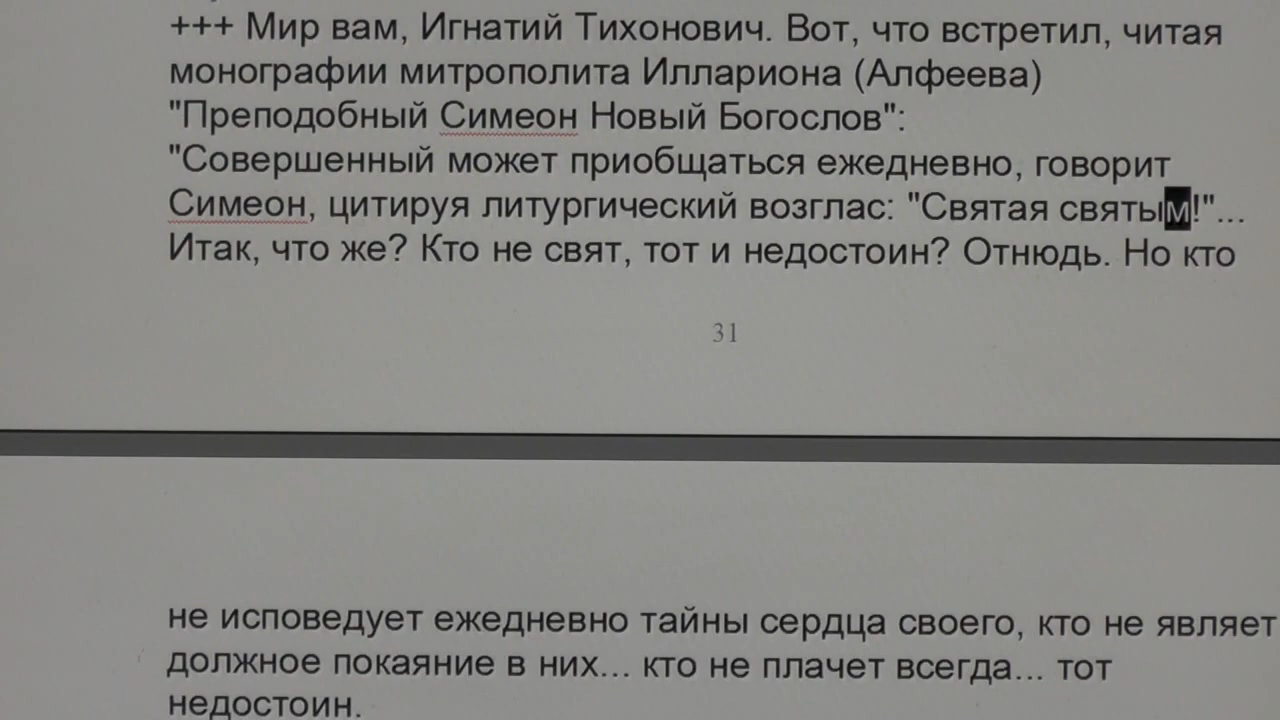 +++ Мир вам, Игнатий Тихонович. Вот, что встретил, читая
монографии митрополита Иллариона (Алфеева)
"Преподобный Симеон Новый Богослов":
"Совершенный может приобщаться ежедневно, говорит
Симеон, цитируя литургический возглас: "Святая святым!"...
Итак, что же? Кто не свят, тот и недостоин? Отнюдь. Но кто
31
не исповедует ежедневно тайны сердца своего, кто не являет
должное покаяние в них... кто не плачет всегда... тот
недостоин.